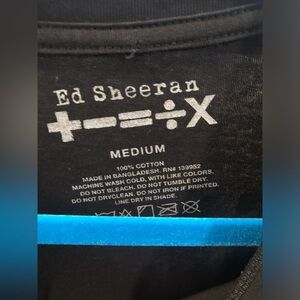 Ed Sheeran
+-=÷X
MEDIUM
100% COTTON
MADE IN BANGLADESH. RN# 139952
MACHINE WASH COLD, WITH LIKE COLORS.
DO NOT BLEACH. DO NOT TUMBLE DRY.
DO NOT DRYCLEAN. DO NOT IRON IF PRINTED.
LINE DRY IN SHADE.